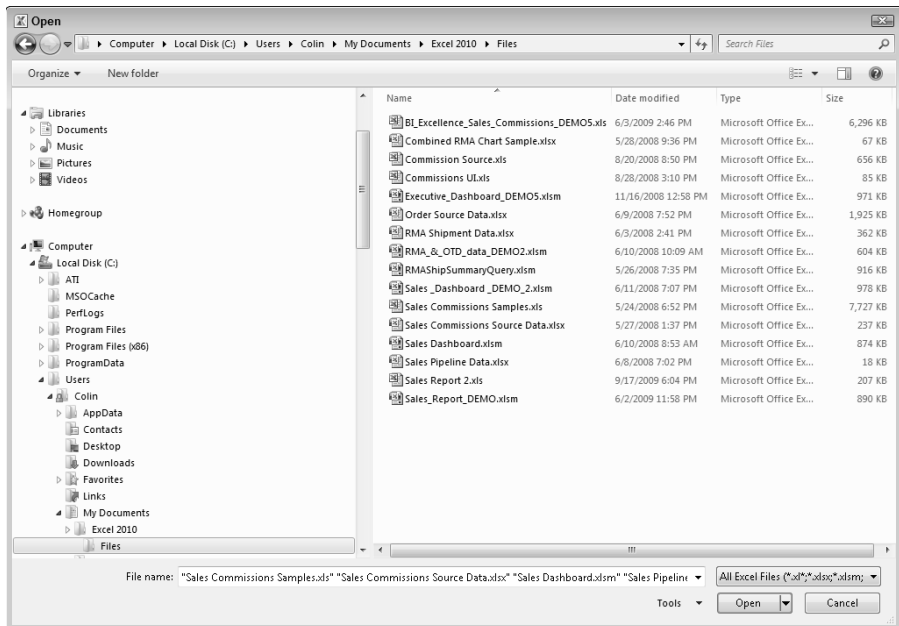 Open
Computer Local Disk (C:) Users Colin My Documents Excel 2010 Files Search Files
Organize New folder
Name Date modified Type Size
Libraries
Documents
Music
Pictures
Videos
Homegroup
Computer
Local Disk (C:)
ATI
MSOCache
PerfLogs
Program Files
Program Files (x86)
ProgramData
Users
Colin
AppData
Contacts
Desktop
Downloads
Favorites
Links
My Documents
Excel 2010
Files
BI_Excellence_Sales_Commissions_DEMO5.xls 6/3/2009 2:46 PM Microsoft Office Ex... 6,296 KB
Combined RMA Chart Sample.xlsx 5/28/2008 9:36 PM Microsoft Office Ex... 67 KB
Commission Source.xls 8/20/2008 8:50 PM Microsoft Office Ex... 656 KB
Commissions UI.xls 8/28/2008 3:10 PM Microsoft Office Ex... 85 KB
Executive_Dashboard_DEMO5.xlsm 11/16/2008 12:58 PM Microsoft Office Ex... 971 KB
Order Source Data.xlsx 6/9/2008 7:52 PM Microsoft Office Ex... 1,925 KB
RMA Shipment Data.xlsx 6/3/2008 2:41 PM Microsoft Office Ex... 362 KB
RMA_&_OTD_data_DEMO2.xlsm 6/10/2008 10:09 AM Microsoft Office Ex... 604 KB
RMAShipSummaryQuery.xlsm 5/26/2008 7:35 PM Microsoft Office Ex... 916 KB
Sales _Dashboard _DEMO_2.xlsm 6/11/2008 7:07 PM Microsoft Office Ex... 978 KB
Sales Commissions Samples.xls 5/24/2008 6:52 PM Microsoft Office Ex... 7,727 KB
Sales Commissions Source Data.xlsx 5/27/2008 1:37 PM Microsoft Office Ex... 237 KB
Sales Dashboard.xlsm 6/10/2008 8:53 AM Microsoft Office Ex... 874 KB
Sales Pipeline Data.xlsx 6/8/2008 7:02 PM Microsoft Office Ex... 18 KB
Sales Report 2.xls 9/17/2009 6:04 PM Microsoft Office Ex... 207 KB
Sales_Report_DEMO.xlsm 6/2/2009 11:58 PM Microsoft Office Ex... 890 KB
File name: "Sales Commissions Samples.xls" "Sales Commissions Source Data.xlsx" "Sales Dashboard.xlsm" "Sales Pipeline All Excel Files (*.xl*;*.xlsx;*.xlsm;
Tools Open Cancel